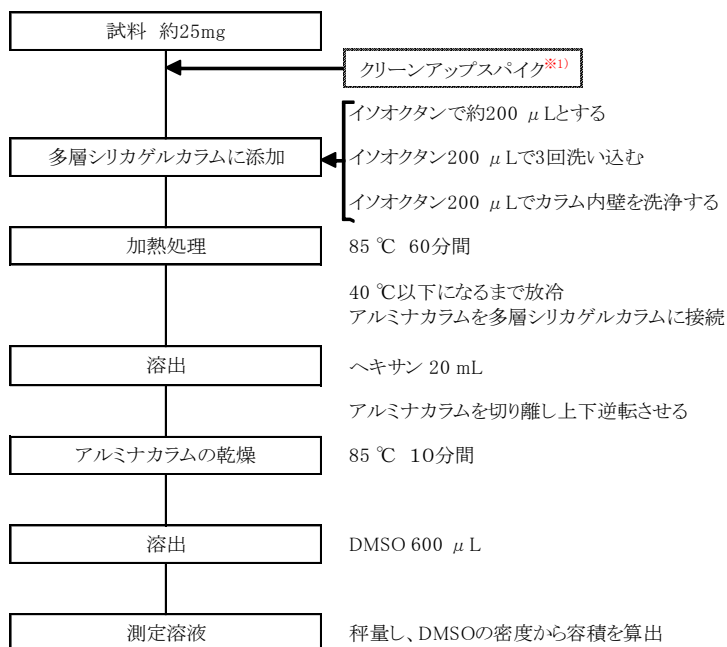 試料 約25mg
クリーンアップスパイク※1)
イソオクタンで約200 μLとする
多層シリカゲルカラムに添加
イソオクタン200 μLで3回洗い込む
イソオクタン200 μLでカラム内壁を洗浄する
加熱処理
85 ℃ 60分間
40 ℃以下になるまで放冷
アルミナカラムを多層シリカゲルカラムに接続
溶出
ヘキサン 20 mL
アルミナカラムを切り離し上下逆転させる
アルミナカラムの乾燥
85 ℃ 10分間
溶出
DMSO 600 μL
測定溶液
秤量し、DMSOの密度から容積を算出